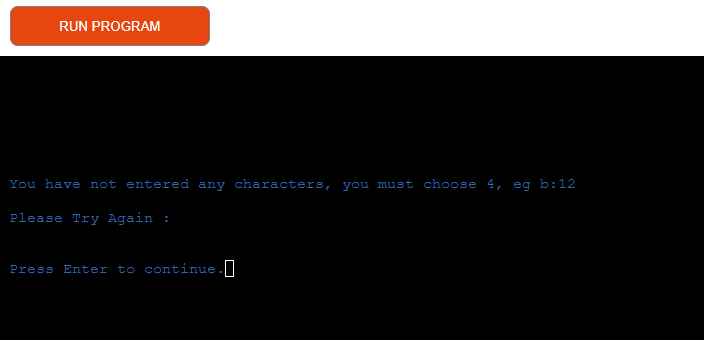 RUN PROGRAM
You have not entered any characters, you must choose 4, eg b:12
Please Try Again :
Press Enter to continue.